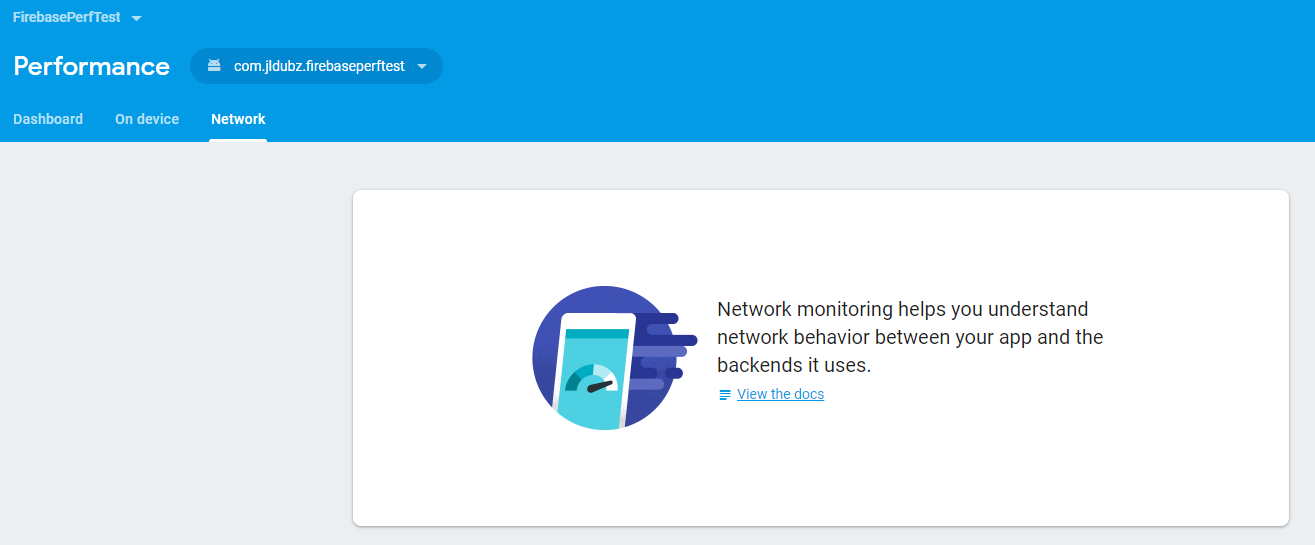 FirebasePerfTest
Performance
com.jldubz.firebaseperftest
Dashboard
On device
Network
Network monitoring helps you understand
network behavior between your app and the
backends it uses.
View the docs